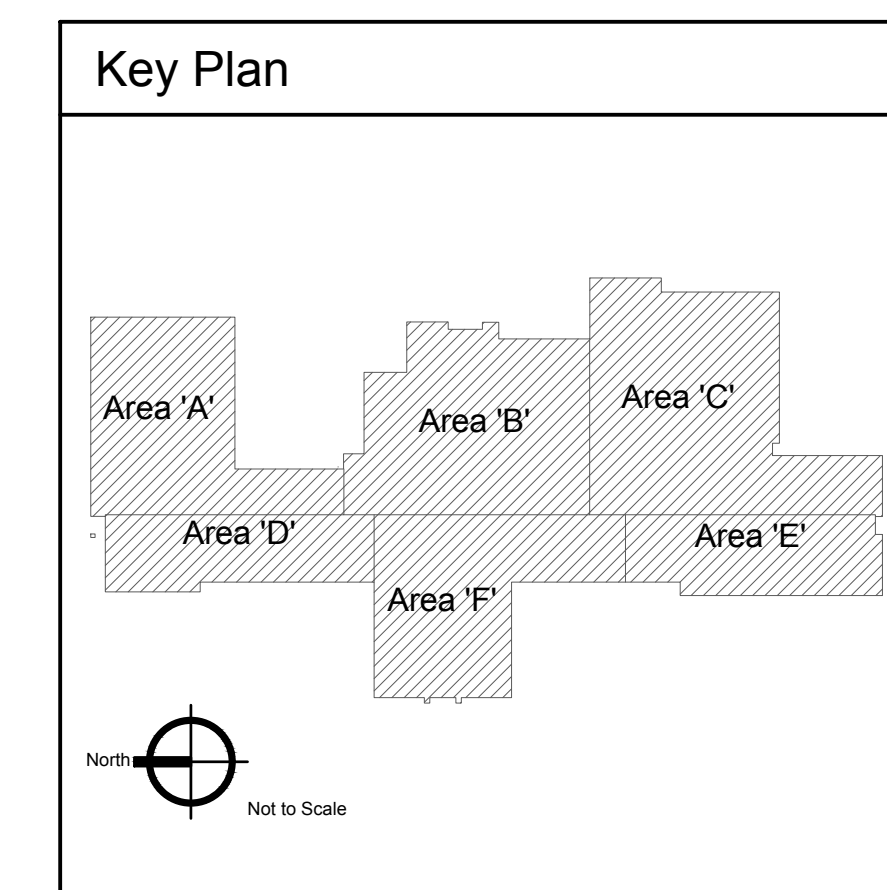 Key Plan
Area 'A'
Area 'B'
Area 'C'
Area 'D'
Area 'E'
Area 'F'
North
Not to Scale